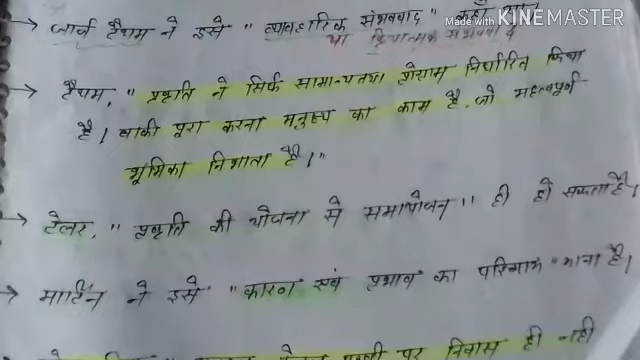 Made with KINEMASTER
→ जार्ज टैथम ने इसे "व्यावहारिक संभववाद" कहा
या क्रियात्मक संभववाद
→ टैथम, "प्रकृति ने सिर्फ सामान्यतया प्रोग्राम निर्धारित किया
है। बाकी पूरा करना मनुष्य का काम है, जो महत्वपूर्ण
भूमिका निभाता है।"
→ टेलर, "प्रकृति की योजना से समायोजन" ही हो सकता है।
→ मार्टिन ने इसे "कारण एवं प्रभाव का परिणाम" माना है।
पर निवास ही नहीं